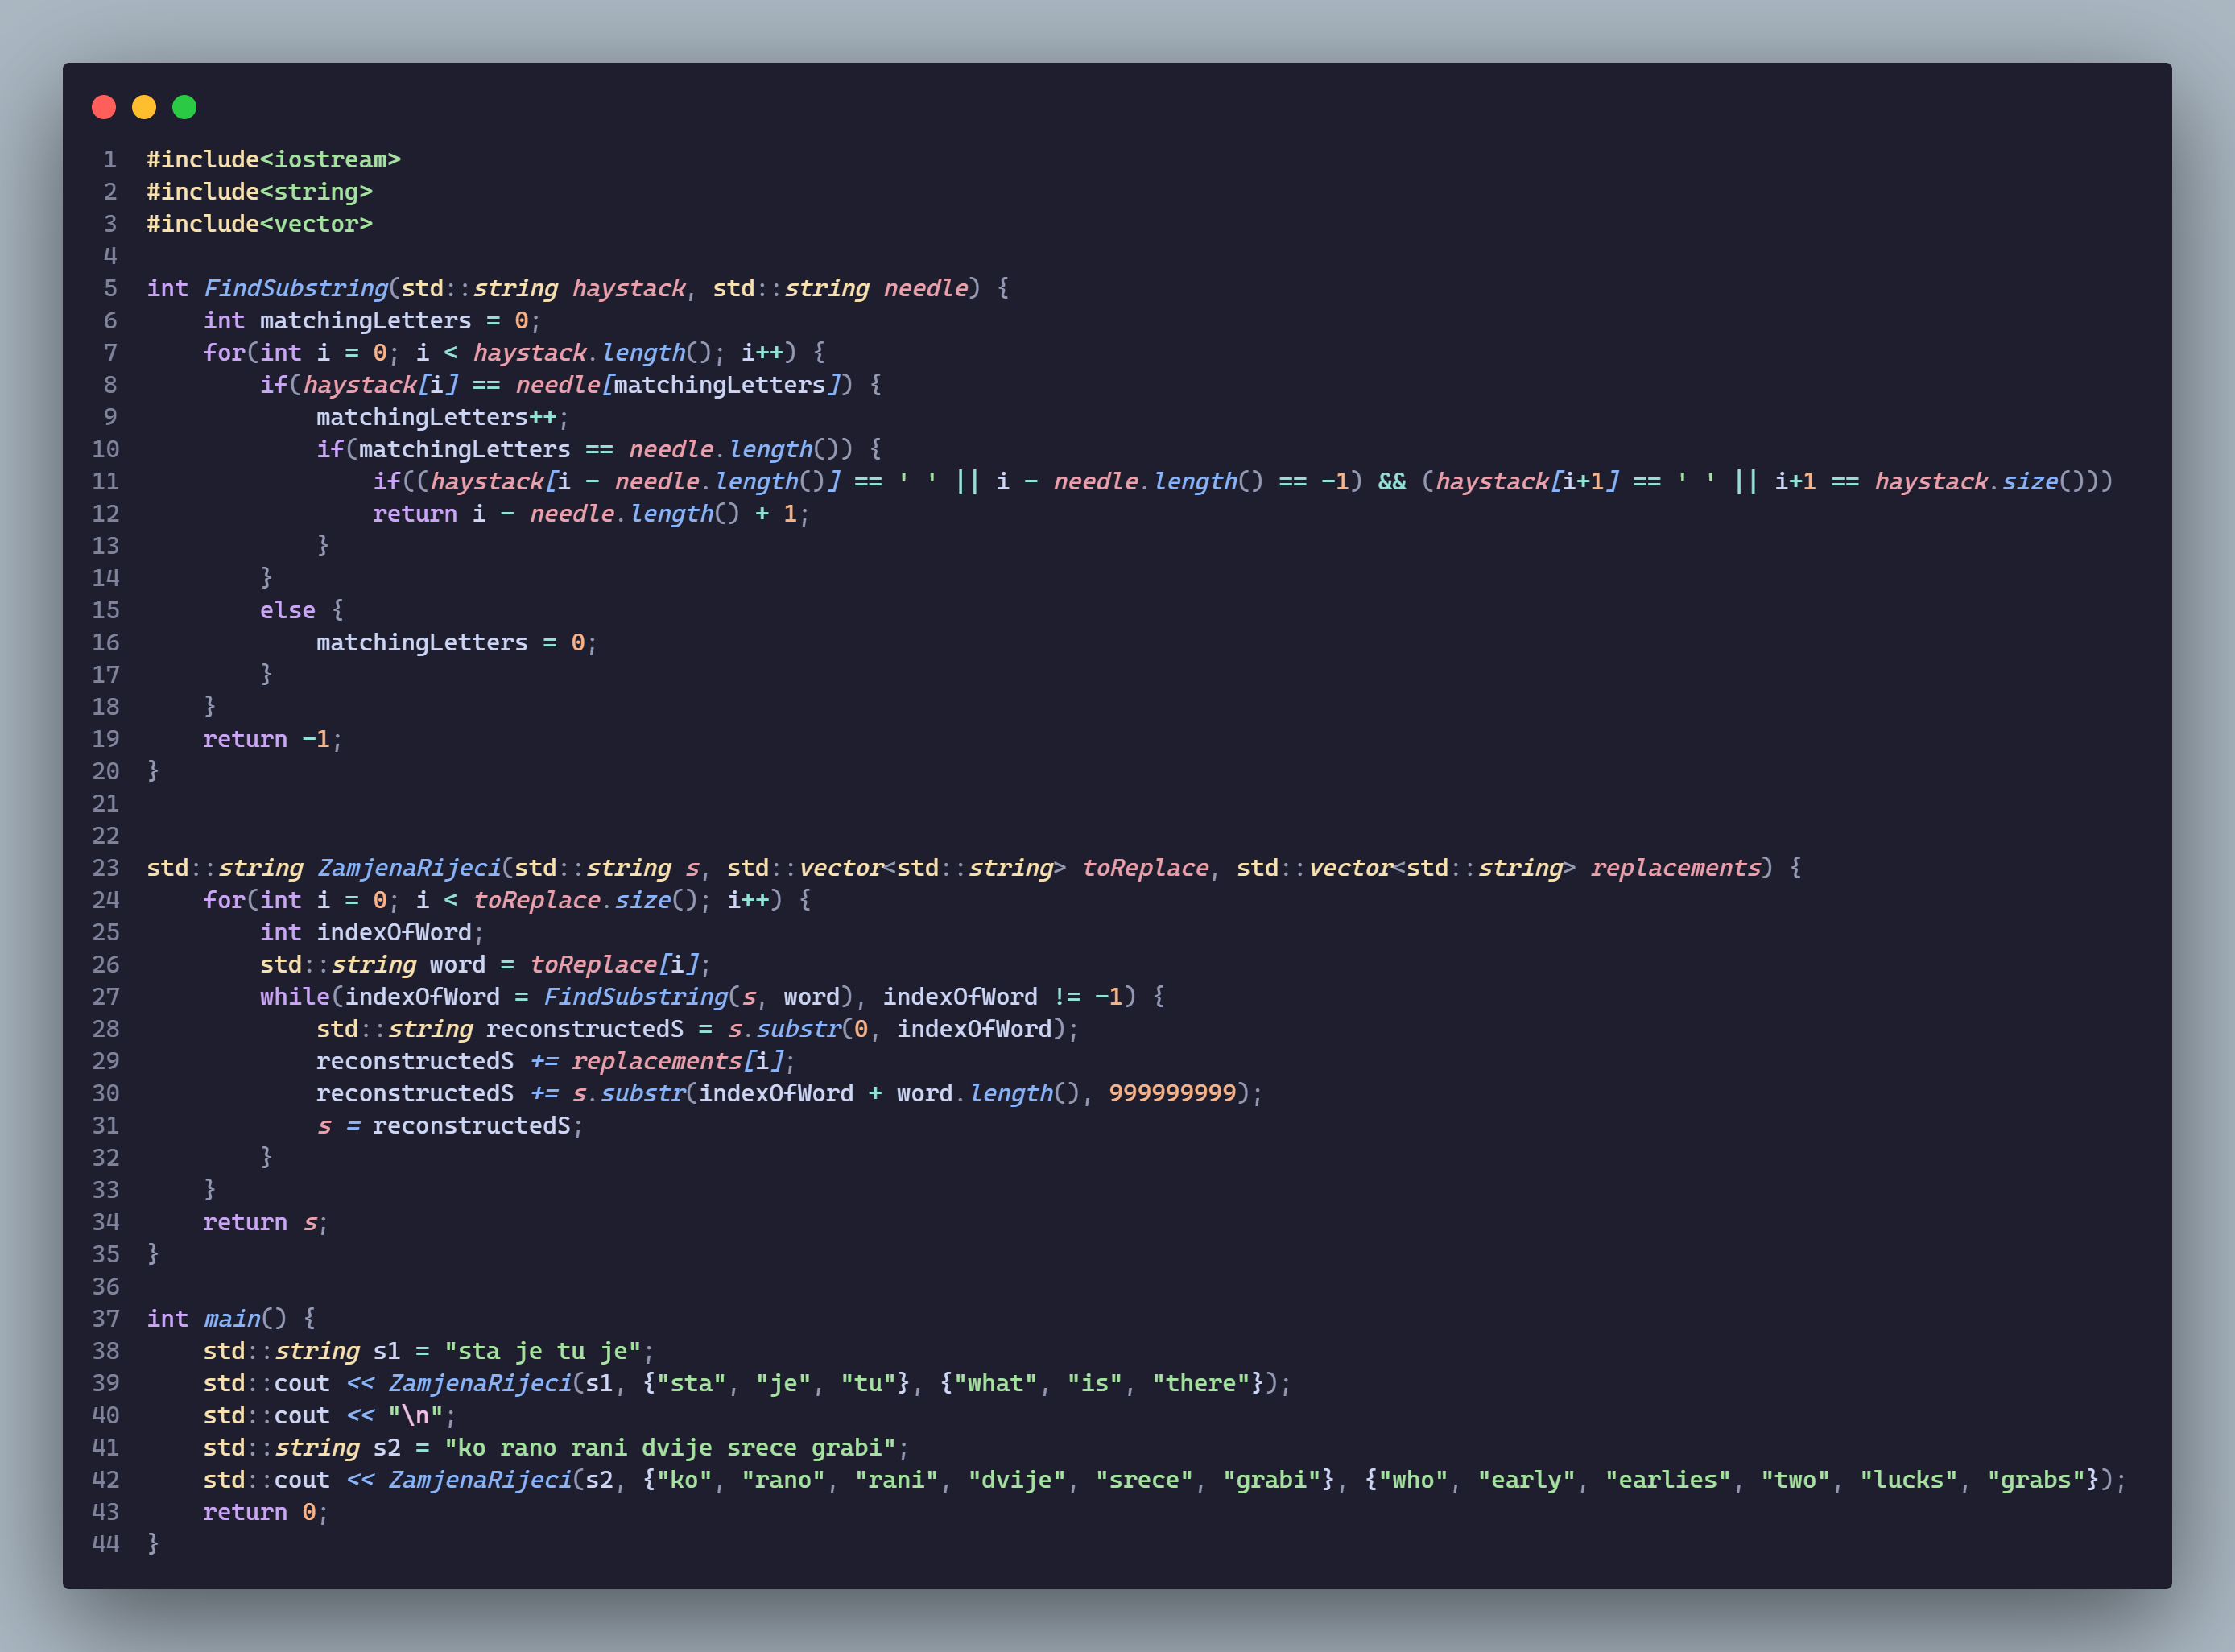 1 #include<iostream>
2 #include<string>
3 #include<vector>
4
5 int FindSubstring(std::string haystack, std::string needle) {
6     int matchingLetters = 0;
7     for(int i = 0; i < haystack.length(); i++) {
8         if(haystack[i] == needle[matchingLetters]) {
9             matchingLetters++;
10             if(matchingLetters == needle.length()) {
11                 if((haystack[i - needle.length()] == ' ' || i - needle.length() == -1) && (haystack[i+1] == ' ' || i+1 == haystack.size()))
12                 return i - needle.length() + 1;
13             }
14         }
15         else {
16             matchingLetters = 0;
17         }
18     }
19     return -1;
20 }
21
22
23 std::string ZamjenaRijeci(std::string s, std::vector<std::string> toReplace, std::vector<std::string> replacements) {
24     for(int i = 0; i < toReplace.size(); i++) {
25         int indexOfWord;
26         std::string word = toReplace[i];
27         while(indexOfWord = FindSubstring(s, word), indexOfWord != -1) {
28             std::string reconstructedS = s.substr(0, indexOfWord);
29             reconstructedS += replacements[i];
30             reconstructedS += s.substr(indexOfWord + word.length(), 999999999);
31             s = reconstructedS;
32         }
33     }
34     return s;
35 }
36
37 int main() {
38     std::string s1 = "sta je tu je";
39     std::cout << ZamjenaRijeci(s1, {"sta", "je", "tu"}, {"what", "is", "there"});
40     std::cout << "\n";
41     std::string s2 = "ko rano rani dvije srece grabi";
42     std::cout << ZamjenaRijeci(s2, {"ko", "rano", "rani", "dvije", "srece", "grabi"}, {"who", "early", "earlies", "two", "lucks", "grabs"});
43     return 0;
44 }